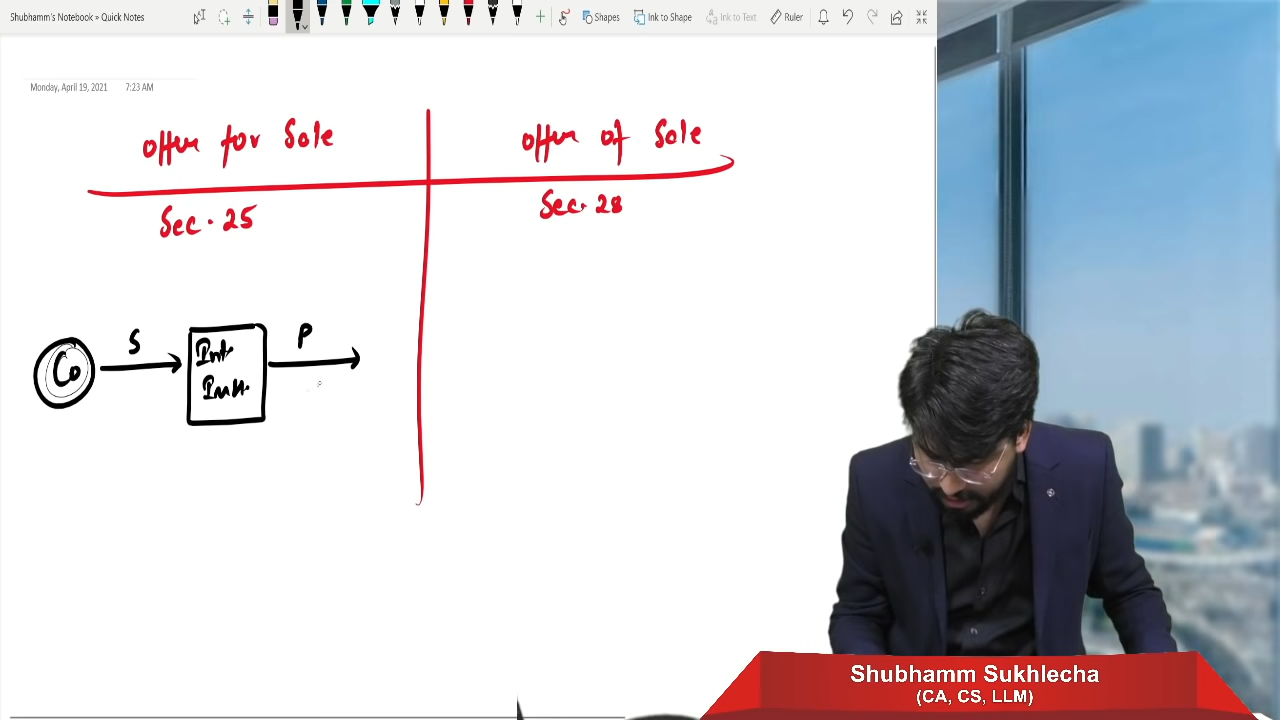 Shubhamm's Notebook » Quick Notes
Shapes
Ink to Shape
Ink to Text
Ruler
Notes
Monday, April 19, 2021 7:23 AM
Offer for Sale
Offer of Sale
Sec. 25
Sec. 28
Co
S
Int.
P
Shubhamm Sukhlecha
(CA, CS, LLM)